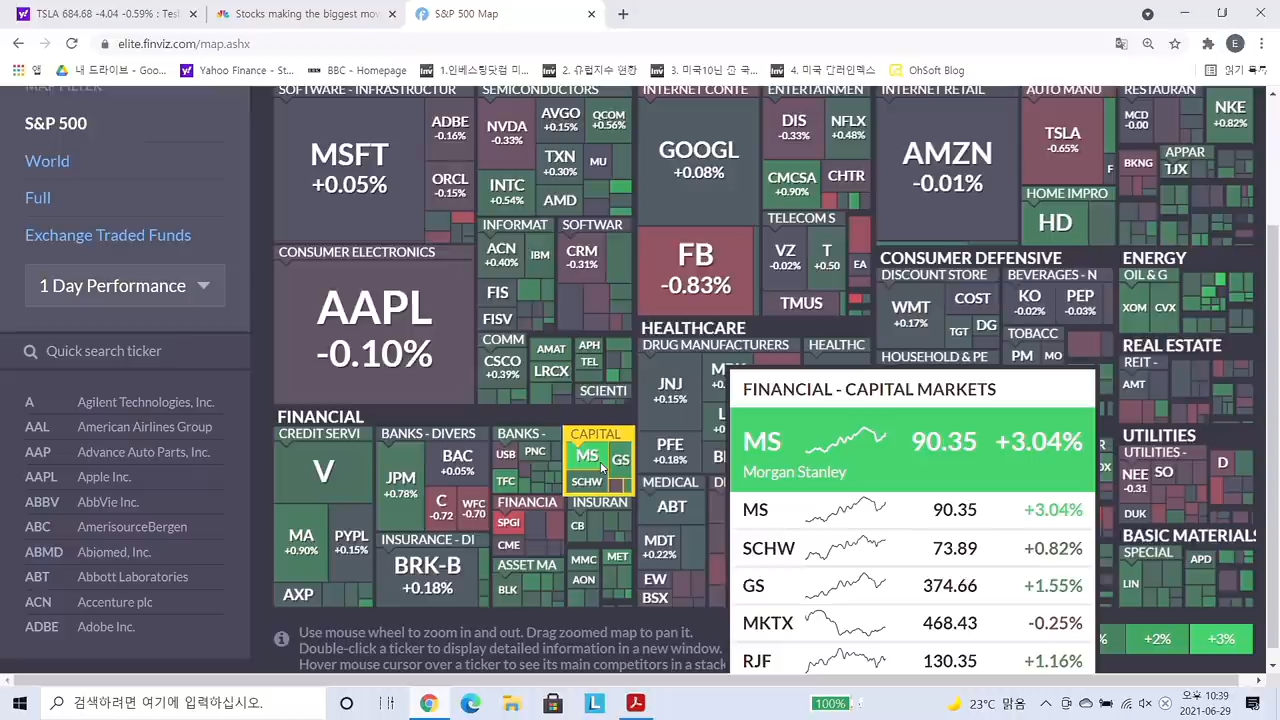 TSLA 684.68 -4.04 -0.59% : Tesl
Stocks making the biggest mov
S&P 500 Map
elite.finviz.com/map.ashx
E
앱
내 드라이브 - Goo...
Yahoo Finance - St...
BBC - Homepage
1.인베스팅닷컴 미...
2. 슈럽지수 현황
3. 미국10년 만 국...
4. 미국 단러인엑스
OhSoft Blog
읽기 목록
MAP FILTER
S&P 500
World
Full
Exchange Traded Funds
1 Day Performance
Quick search ticker
A Agilent Technologies, Inc.
AAL American Airlines Group
AAP Advance Auto Parts, Inc.
AAPL Apple Inc.
ABBV AbbVie Inc.
ABC AmerisourceBergen
ABMD Abiomed, Inc.
ABT Abbott Laboratories
ACN Accenture plc
ADBE Adobe Inc.
SOFTWARE - INFRASTRUCTUR
MSFT
+0.05%
ADBE
-0.16%
ORCL
-0.15%
SEMICONDUCTORS
NVDA
-0.33%
AVGO
+0.15%
QCOM
+0.56%
TXN
+0.30%
MU
INTC
+0.54%
AMD
INTERNET CONTE
GOOGL
+0.08%
FB
-0.83%
ENTERTAINMEN
DIS
-0.33%
NFLX
+0.48%
CMCSA
+0.90%
CHTR
TELECOM S
VZ
-0.02%
T
+0.50
EA
TMUS
INTERNET RETAIL
AMZN
-0.01%
AUTO MANU
TSLA
-0.65%
F
HOME IMPRO
HD
RESTAURAN
MCD
-0.00
NKE
+0.82%
BKNG
APPAR
TJX
CONSUMER ELECTRONICS
AAPL
-0.10%
INFORMAT
ACN
+0.40%
IBM
FIS
FISV
SOFTWAR
CRM
-0.31%
COMM
CSCO
+0.39%
AMAT
LRCX
APH
TEL
SCIENTI
CONSUMER DEFENSIVE
DISCOUNT STORE
WMT
+0.17%
COST
TGT
DG
BEVERAGES - N
KO
-0.02%
PEP
-0.03%
TOBACC
PM
MO
HOUSEHOLD & PE
ENERGY
OIL & G
XOM
CVX
REAL ESTATE
REIT -
AMT
UTILITIES
UTILITIES -
NEE
-0.31
SO
D
DUK
BASIC MATERIALS
SPECIAL
LIN
APD
HEALTHCARE
DRUG MANUFACTURERS
JNJ
+0.15%
PFE
+0.18%
HEALTHC
MEDICAL
ABT
MDT
+0.22%
EW
BSX
FINANCIAL
CREDIT SERVI
V
MA
+0.90%
PYPL
+0.15%
AXP
BANKS - DIVERS
JPM
+0.78%
BAC
+0.05%
C
-0.72
WFC
-0.70
INSURANCE - DI
BRK-B
+0.18%
BANKS -
USB
PNC
TFC
FINANCIA
SPGI
CME
ASSET MA
BLK
CAPITAL
MS
GS
SCHW
INSURAN
CB
MMC
MET
AON
FINANCIAL - CAPITAL MARKETS
MS 90.35 +3.04%
Morgan Stanley
MS 90.35 +3.04%
SCHW 73.89 +0.82%
GS 374.66 +1.55%
MKTX 468.43 -0.25%
RJF 130.35 +1.16%
Use mouse wheel to zoom in and out. Drag zoomed map to pan it.
Double-click a ticker to display detailed information in a new window.
Hover mouse cursor over a ticker to see its main competitors in a stack
% +2% +3%
검색하려면 여기에 입력하십시오.
100%
23°C 맑음
오후 10:39
2021-06-29